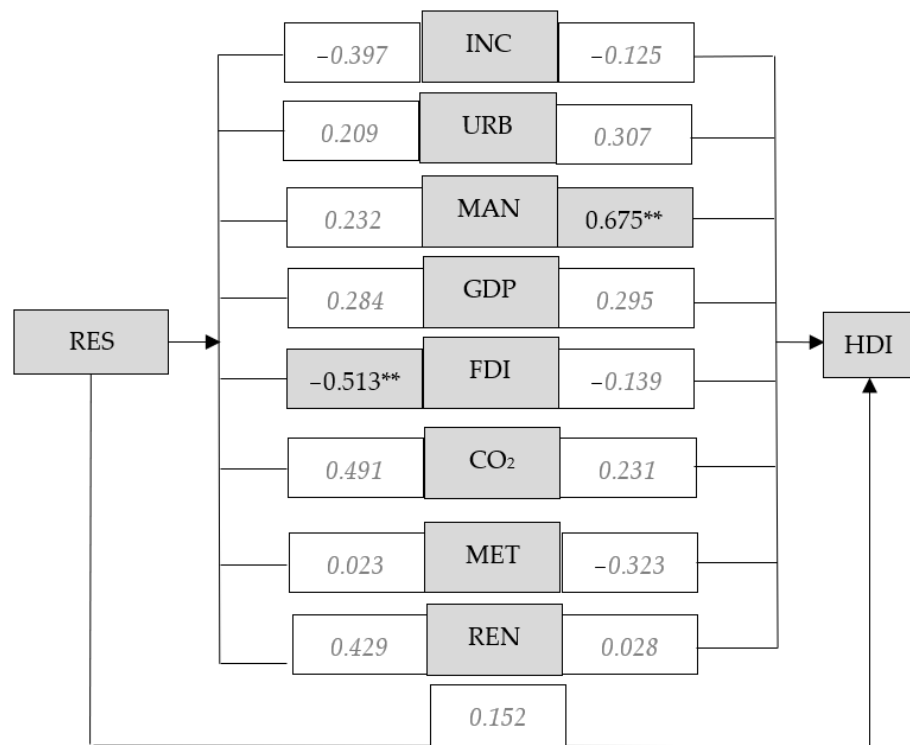 −0.397 INC −0.125
0.209 URB 0.307
0.232 MAN 0.675**
0.284 GDP 0.295
RES
HDI
−0.513** FDI −0.139
0.491 CO₂ 0.231
0.023 MET −0.323
0.429 REN 0.028
0.152